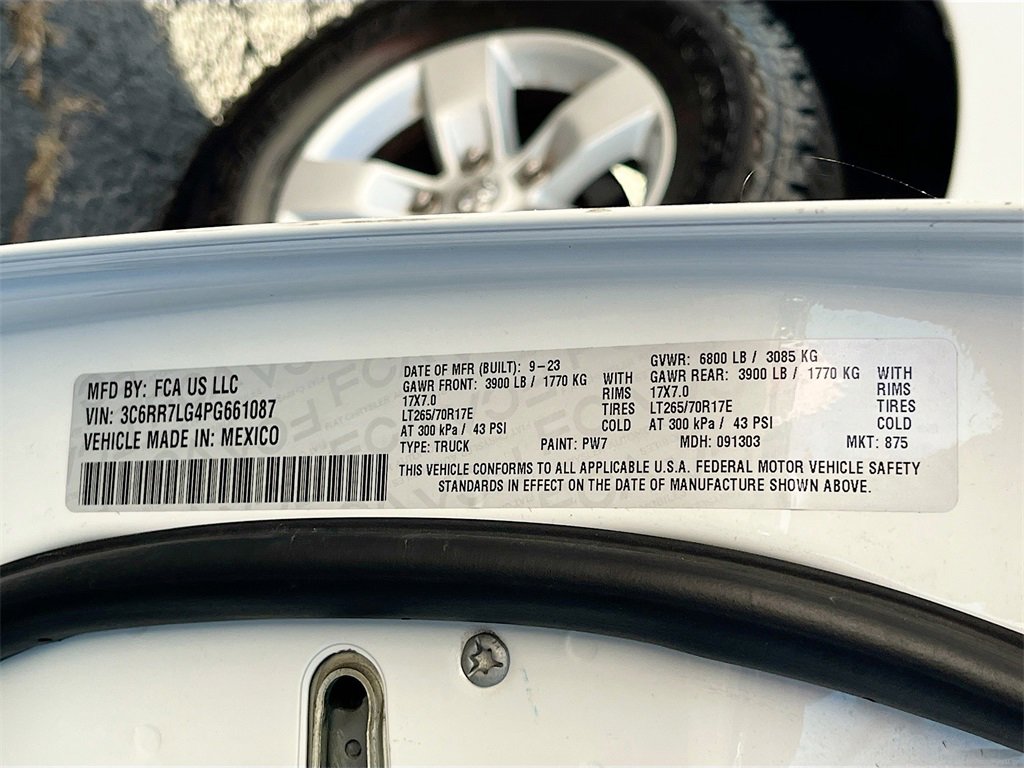 MFD BY: FCA US LLC
VIN: 3C6RR7LG4PG661087
VEHICLE MADE IN: MEXICO
DATE OF MFR (BUILT): 9-23 GVWR: 6800 LB / 3085 KG
GAWR FRONT: 3900 LB / 1770 KG WITH GAWR REAR: 3900 LB / 1770 KG WITH
17X7.0 RIMS 17X7.0 RIMS
LT265/70R17E TIRES LT265/70R17E TIRES
AT 300 kPa / 43 PSI COLD AT 300 kPa / 43 PSI COLD
TYPE: TRUCK PAINT: PW7 MDH: 091303 MKT: 875
THIS VEHICLE CONFORMS TO ALL APPLICABLE U.S.A. FEDERAL MOTOR VEHICLE SAFETY
STANDARDS IN EFFECT ON THE DATE OF MANUFACTURE SHOWN ABOVE.